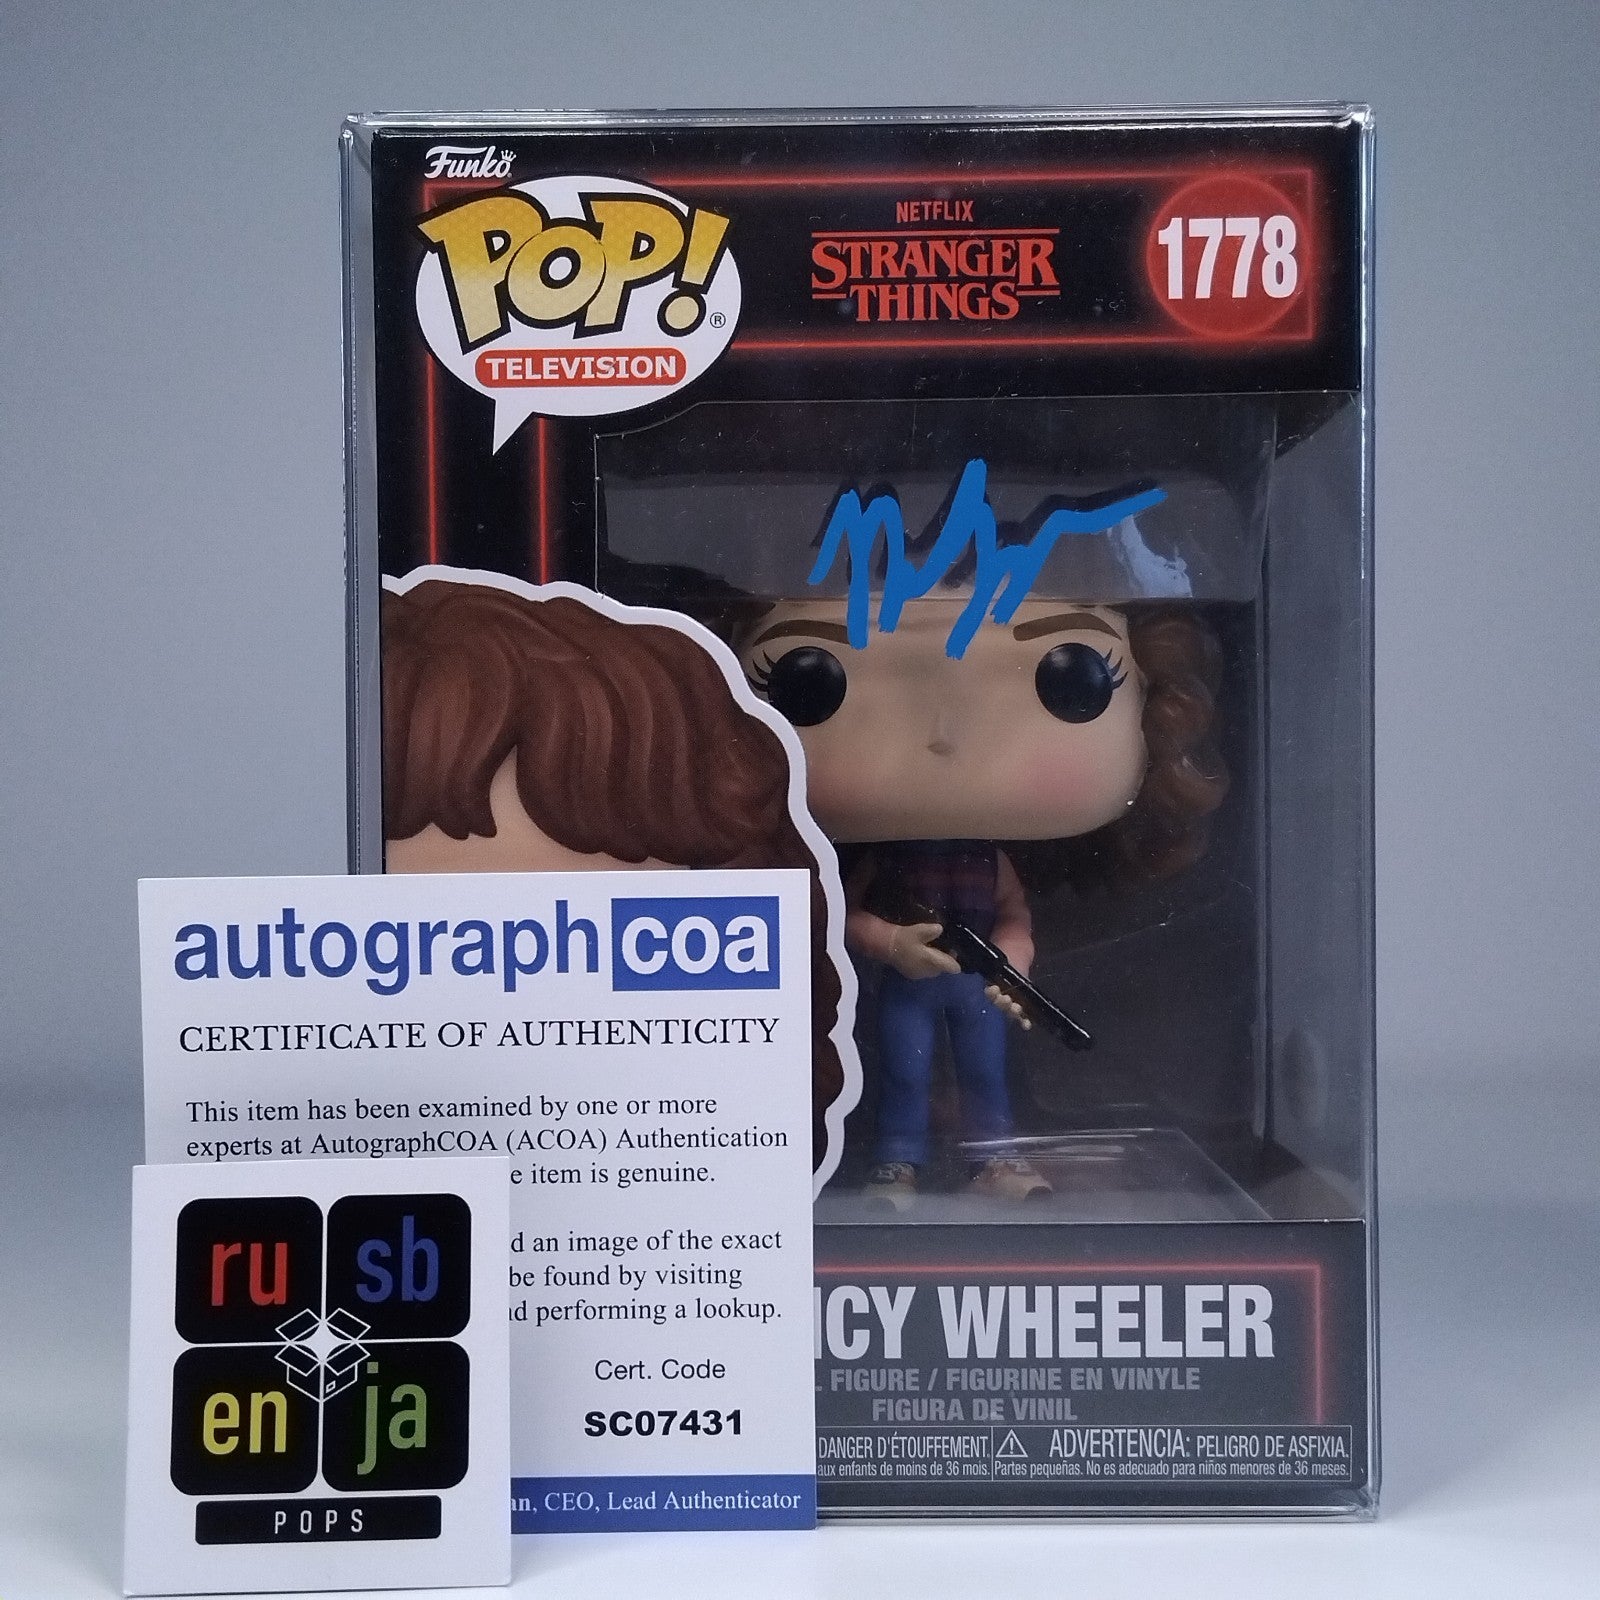 Funko
POP!®
TELEVISION
NETFLIX
STRANGER
THINGS
1778
autograph coa
CERTIFICATE OF AUTHENTICITY
This item has been examined by one or more
experts at AutographCOA (ACOA) Authentication
item is genuine.
an image of the exact
be found by visiting
performing a lookup.
Cert. Code
SC07431
CEO, Lead Authenticator
ru sb
en ja
POPS
WHEELER
FIGURE / FIGURINE EN VINYLE
FIGURA DE VINIL
DANGER D'ÉTOUFFEMENT.
aux enfants de moins de 36 mois.
ADVERTENCIA: PELIGRO DE ASFIXIA.
Partes pequeñas. No es adecuado para niños menores de 36 meses.